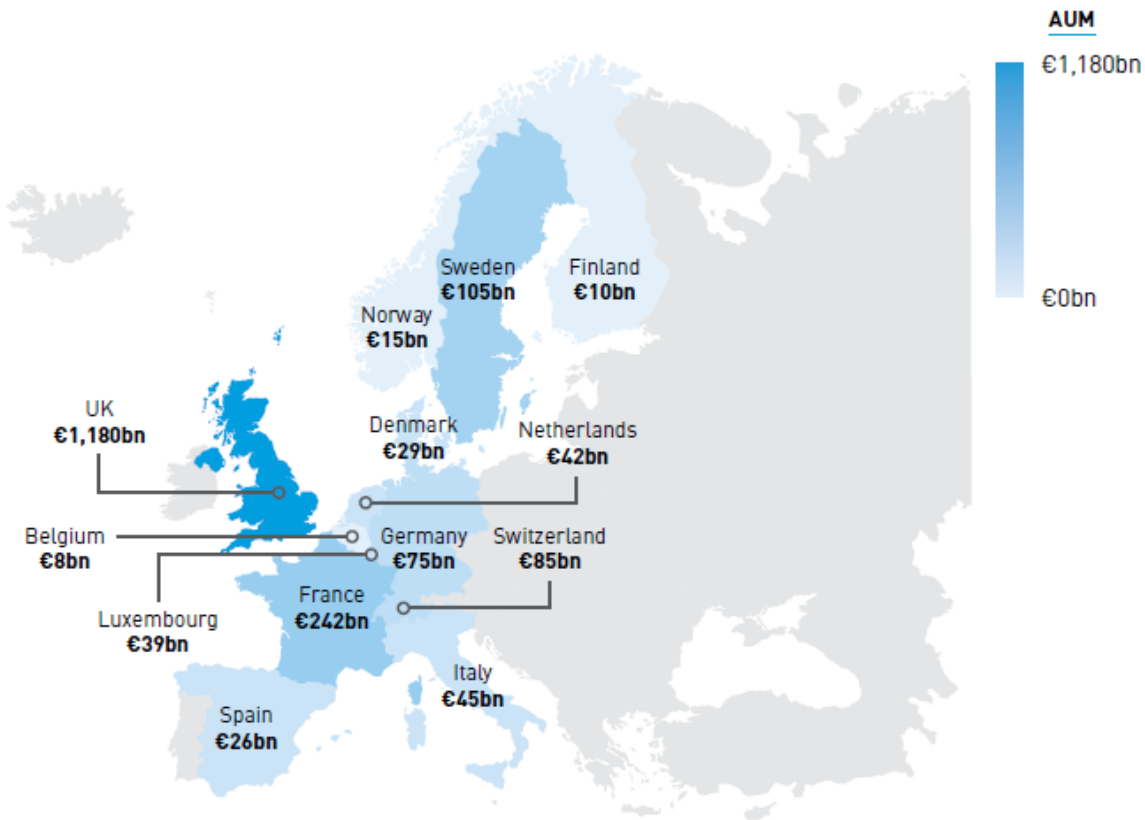 AUM
€1,180bn
€0bn
Sweden
€105bn
Finland
€10bn
Norway
€15bn
UK
€1,180bn
Denmark
€29bn
Netherlands
€42bn
Belgium
€8bn
Germany
€75bn
Switzerland
€85bn
Luxembourg
€39bn
France
€242bn
Italy
€45bn
Spain
€26bn